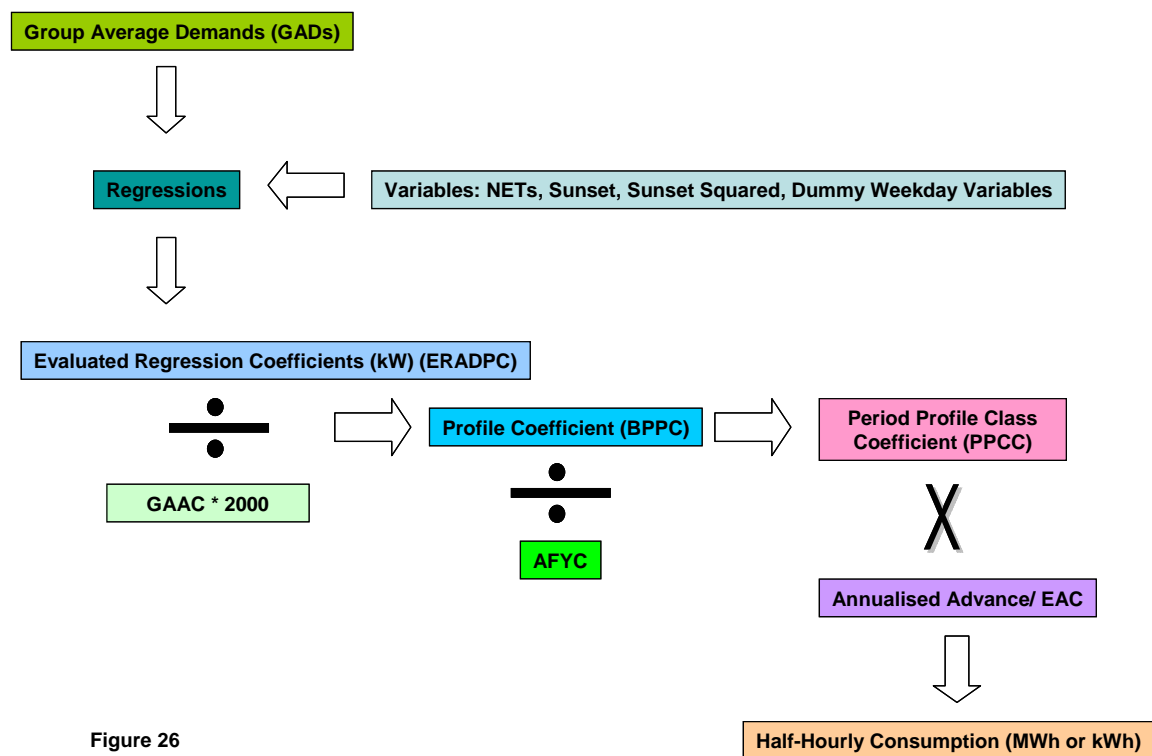 Group Average Demands (GADs)
Regressions
Variables: NETs, Sunset, Sunset Squared, Dummy Weekday Variables
Evaluated Regression Coefficients (kW) (ERADPC)
GAAC * 2000
Profile Coefficient (BPPC)
AFYC
Period Profile Class
Coefficient (PPCC)
X
Annualised Advance/ EAC
Half-Hourly Consumption (MWh or kWh)
Figure 26